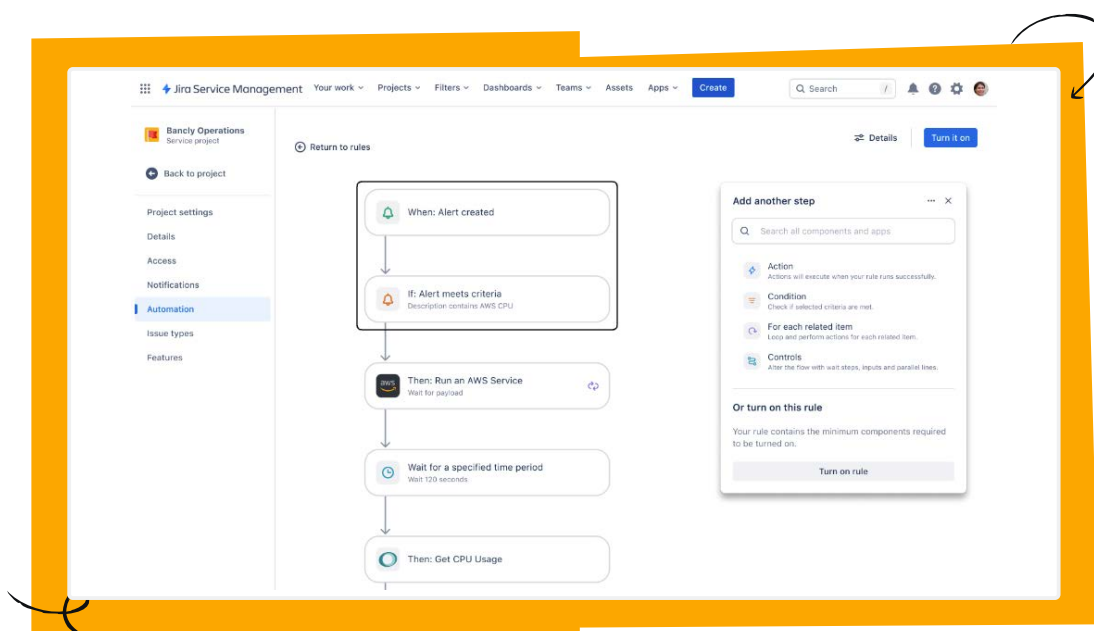 Jira Service Management Your work Projects Filters Dashboards Teams Assets Apps Create Search /
Bancly Operations
Service project
Back to project
Project settings
Details
Access
Notifications
Automation
Issue types
Features
Return to rules
Details Turn it on
When: Alert created
If: Alert meets criteria
Description contains AWS CPU
aws
Then: Run an AWS Service
Wait for payload
Wait for a specified time period
Wait 120 seconds
Then: Get CPU Usage
Add another step
Search all components and apps
Action
Actions will execute when your rule runs successfully.
Condition
Check if selected criteria are met.
For each related item
Loop and perform actions for each related item.
Controls
Alter the flow with wait steps, inputs and parallel lines.
Or turn on this rule
Your rule contains the minimum components required
to be turned on.
Turn on rule